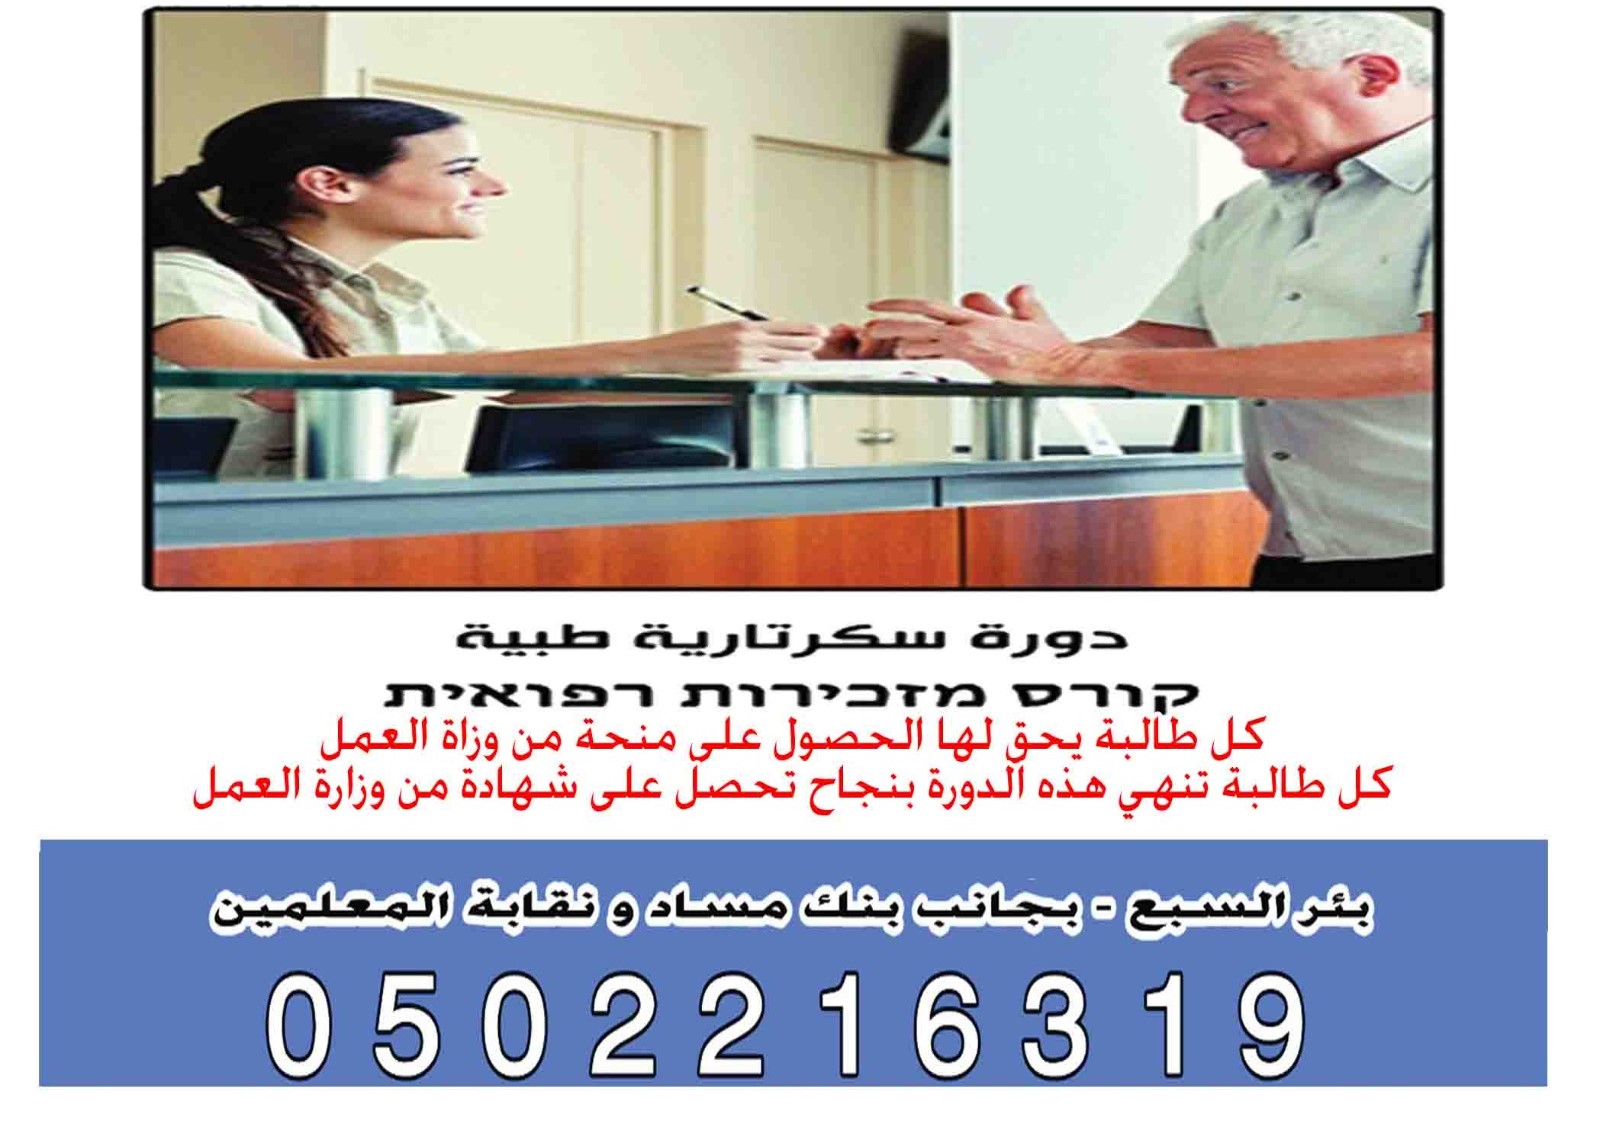 دورة سكرتارية طبية
קורס מזכירות רפואית
كل طالبة يحق لها الحصول على منحة من وزاة العمل
كل طالبة تنهي هذه الدورة بنجاح تحصل على شهادة من وزارة العمل
بئر السبع - بجانب بنك مساد و نقابة المعلمين
0502216319